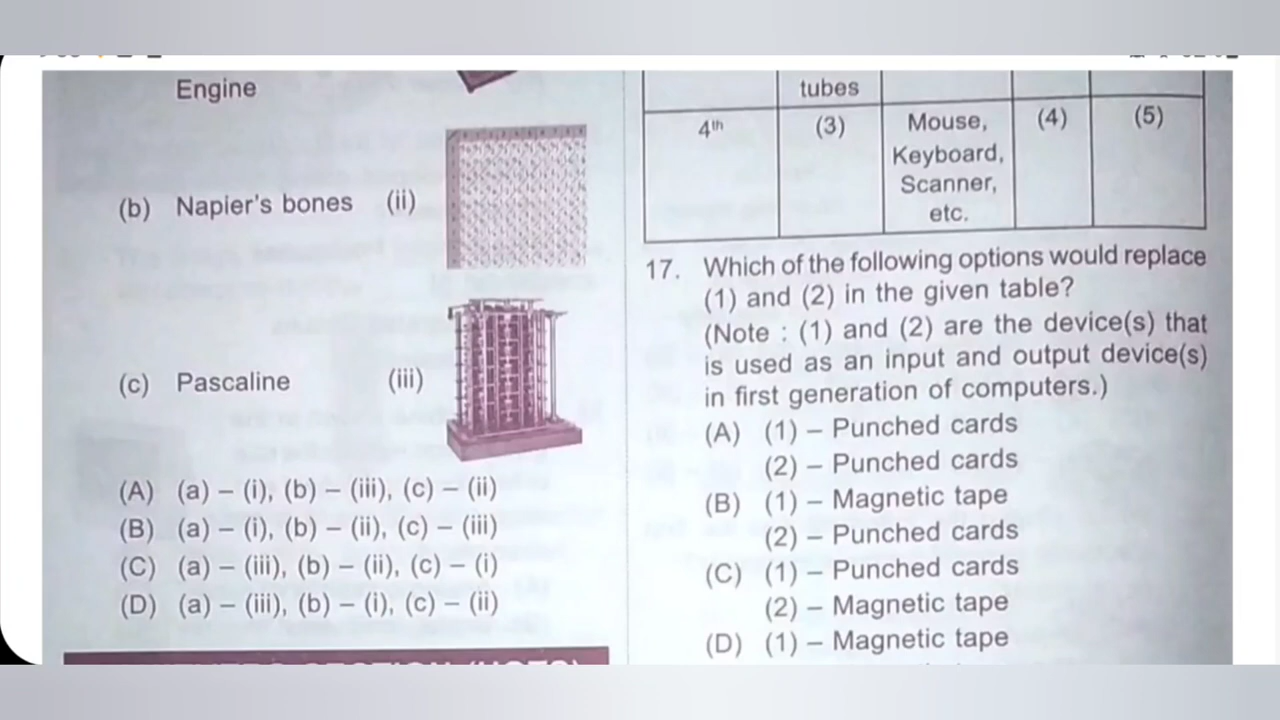 Engine
(b) Napier's bones (ii)
(c) Pascaline (iii)
(A) (a) – (i), (b) – (iii), (c) – (ii)
(B) (a) – (i), (b) – (ii), (c) – (iii)
(C) (a) – (iii), (b) – (ii), (c) – (i)
(D) (a) – (iii), (b) – (i), (c) – (ii)
tubes
4th (3) Mouse, (4) (5)
Keyboard,
Scanner,
etc.
17. Which of the following options would replace
(1) and (2) in the given table?
(Note : (1) and (2) are the device(s) that
is used as an input and output device(s)
in first generation of computers.)
(A) (1) – Punched cards
(2) – Punched cards
(B) (1) – Magnetic tape
(2) – Punched cards
(C) (1) – Punched cards
(2) – Magnetic tape
(D) (1) – Magnetic tape